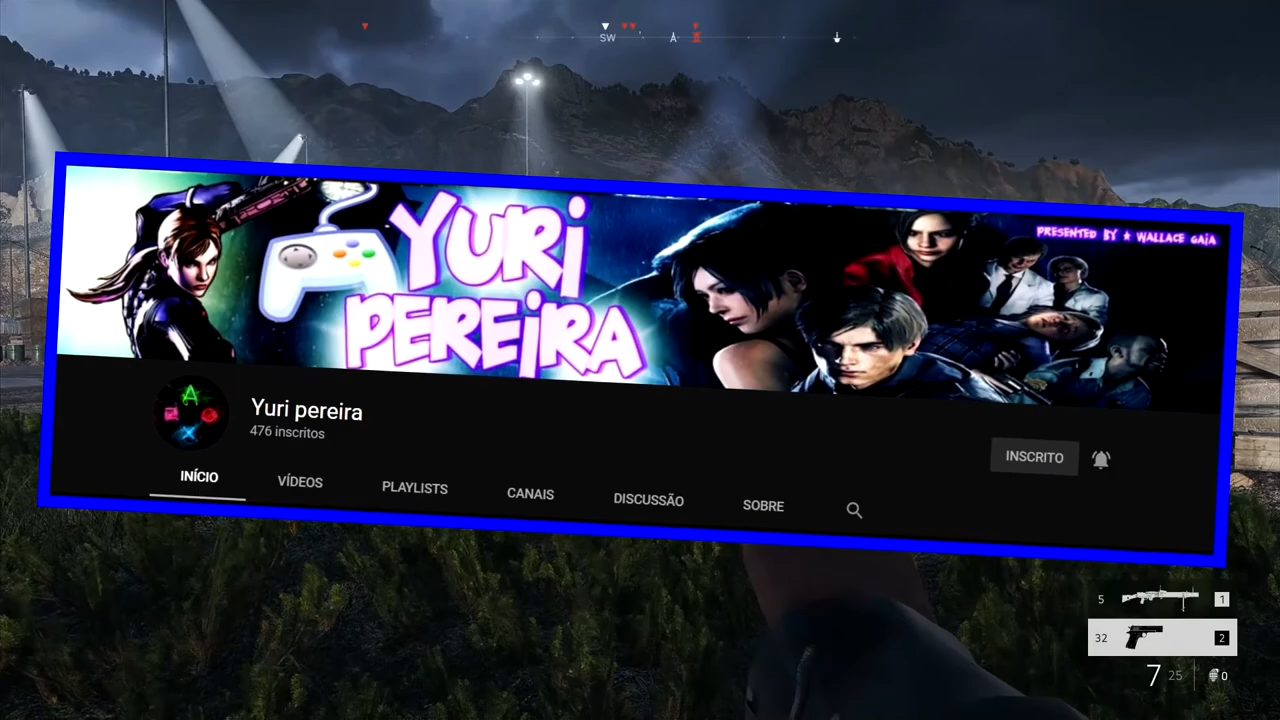 SW
YURI
PEREIRA
PRESENTED BY ★ WALLACE GAIA
A
Yuri pereira
476 inscritos
INSCRITO
INÍCIO
VÍDEOS
PLAYLISTS
CANAIS
DISCUSSÃO
SOBRE
5
1
32
2
7 25
0